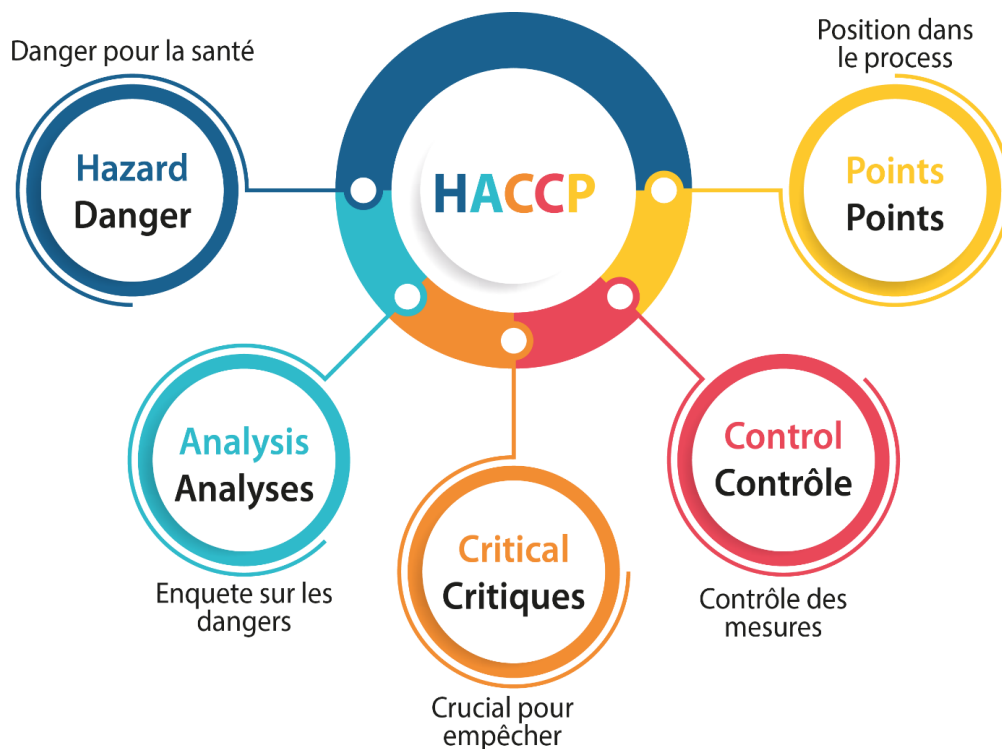 Danger pour la santé
Hazard
Danger
HACCP
Position dans
le process
Points
Points
Analysis
Analyses
Enquete sur les
dangers
Critical
Critiques
Crucial pour
empêcher
Control
Contrôle
Contrôle des
mesures